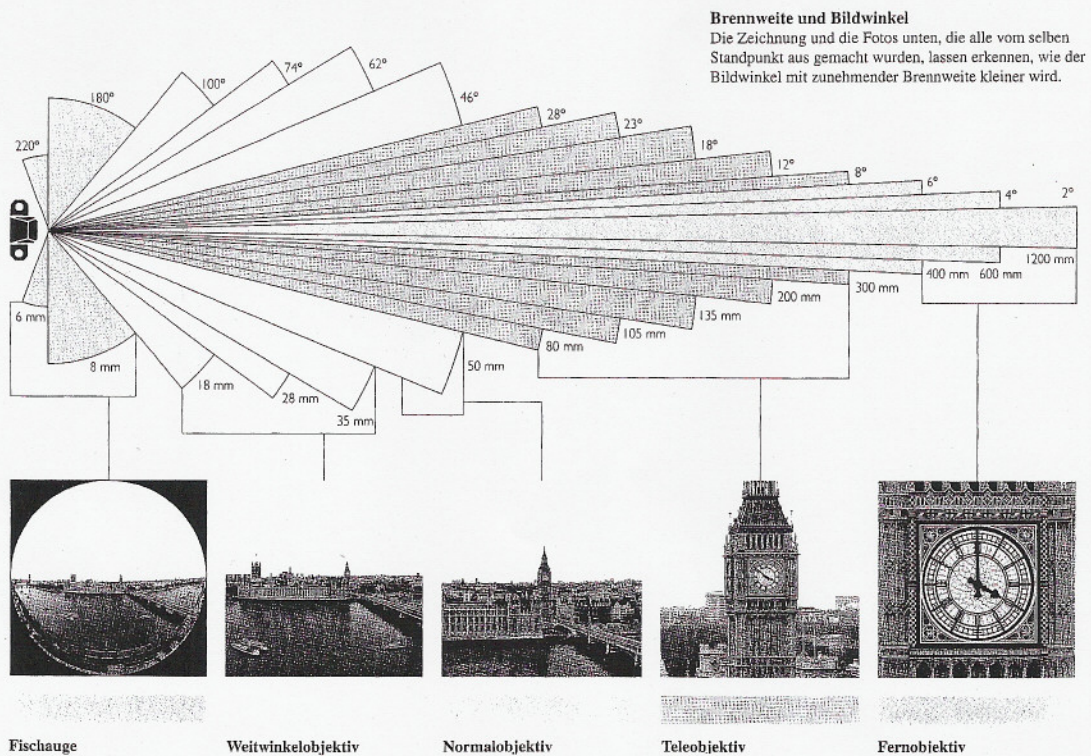 Brennweite und Bildwinkel
Die Zeichnung und die Fotos unten, die alle vom selben
Standpunkt aus gemacht wurden, lassen erkennen, wie der
Bildwinkel mit zunehmender Brennweite kleiner wird.
220°
180°
100°
74°
62°
46°
28°
23°
18°
12°
8°
6°
4°
2°
6 mm
8 mm
18 mm
28 mm
35 mm
50 mm
80 mm
105 mm
135 mm
200 mm
300 mm
400 mm
600 mm
1200 mm
Fischauge
Weitwinkelobjektiv
Normalobjektiv
Teleobjektiv
Fernobjektiv